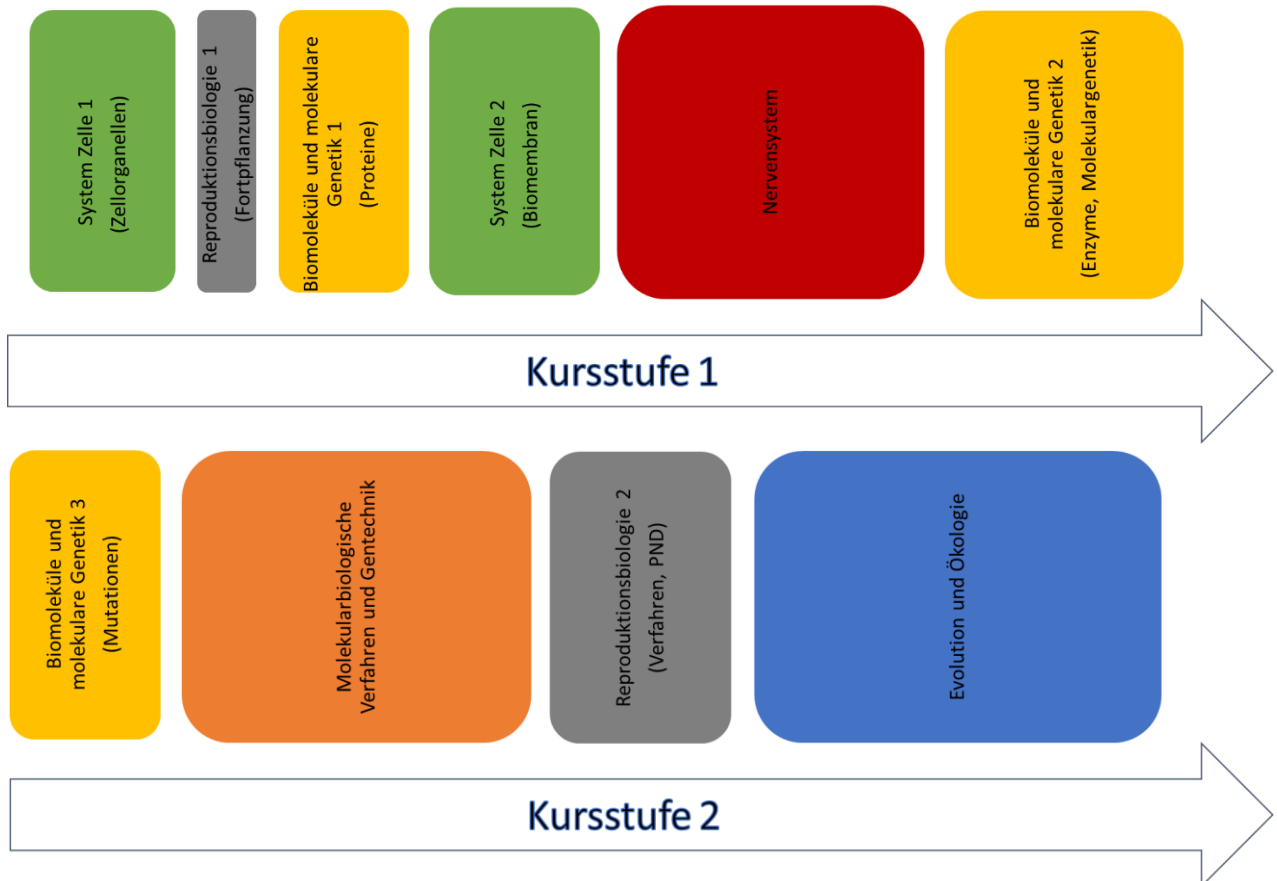 System Zelle 1
(Zellorganellen)
Reproduktionsbiologie 1
(Fortpflanzung)
Biomoleküle und molekulare
Genetik 1
(Proteine)
System Zelle 2
(Biomembran)
Nervensystem
Biomoleküle und
molekulare Genetik 2
(Enzyme, Molekulargenetik)
Kursstufe 1
Biomoleküle und
molekulare Genetik 3
(Mutationen)
Molekularbiologische
Verfahren und Gentechnik
Reproduktionsbiologie 2
(Verfahren, PND)
Evolution und Ökologie
Kursstufe 2